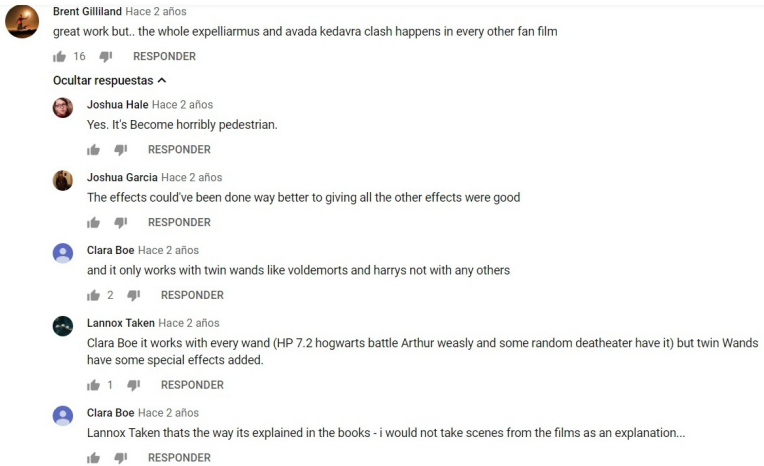 Brent Gilliland Hace 2 años
great work but.. the whole expelliarmus and avada kedavra clash happens in every other fan film
16 RESPONDER
Ocultar respuestas
Joshua Hale Hace 2 años
Yes. It's Become horribly pedestrian.
RESPONDER
Joshua Garcia Hace 2 años
The effects could've been done way better to giving all the other effects were good
RESPONDER
Clara Boe Hace 2 años
and it only works with twin wands like voldemorts and harrys not with any others
2 RESPONDER
Lannox Taken Hace 2 años
Clara Boe it works with every wand (HP 7.2 hogwarts battle Arthur weasly and some random deatheater have it) but twin Wands
have some special effects added.
1 RESPONDER
Clara Boe Hace 2 años
Lannox Taken thats the way its explained in the books - i would not take scenes from the films as an explanation...
RESPONDER